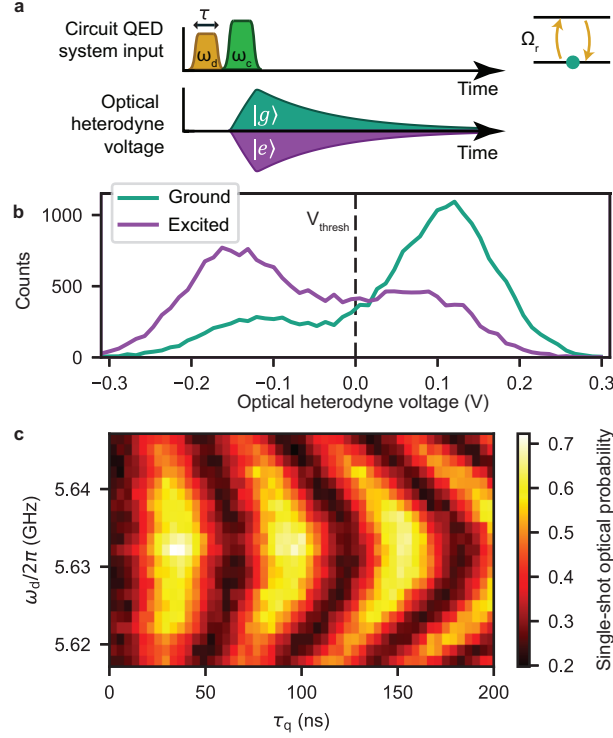 a
Circuit QED
system input
τ
ω_d
ω_c
Time
Ω_r
Optical
heterodyne
voltage
|g⟩
|e⟩
Time
b
Ground
Excited
V_thresh
Counts
1000
500
0
−0.3
−0.2
−0.1
0.0
0.1
0.2
0.3
Optical heterodyne voltage (V)
c
ω_d/2π (GHz)
5.64
5.63
5.62
0
50
100
150
200
τ_q (ns)
0.7
0.6
0.5
0.4
0.3
0.2
Single-shot optical probability